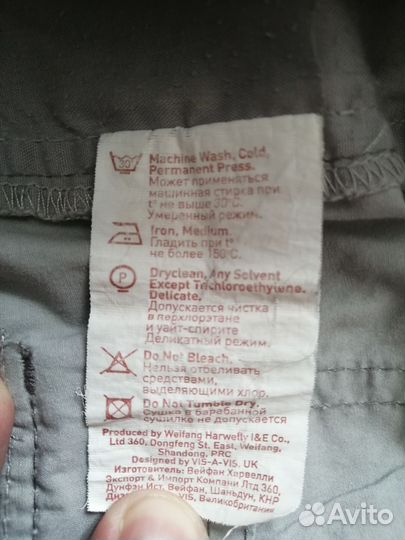 30
Machine Wash, Cold,
Permanent Press.
Может применяться
машинная стирка при
t° не выше 30°C.
Умеренный режим.
Iron, Medium.
Гладить при t°
не более 150°C.
P
Dryclean, Any Solvent
Except Trichloroethylene.
Delicate.
Допускается чистка
в перхлорэтане
и уайт-спирите
Деликатный режим.
Do Not Bleach.
Нельзя отбеливать
средствами,
выделяющими хлор.
Do Not Tumble Dry.
Сушка в барабанной
сушилке не допускается
Produced by Weifang Harwelly I&E Co.,
Ltd 360, Dongfeng St. East, Weifang,
Shandong, PRC
Designed by VIS-A-VIS, UK
Изготовитель: Вейфан Харвелли
Экспорт & Импорт Компани Лтд 360,
Дунфэн Ист, Вейфан, Шаньдун, КНР
VIS-A-VIS, Великобритания
Avito